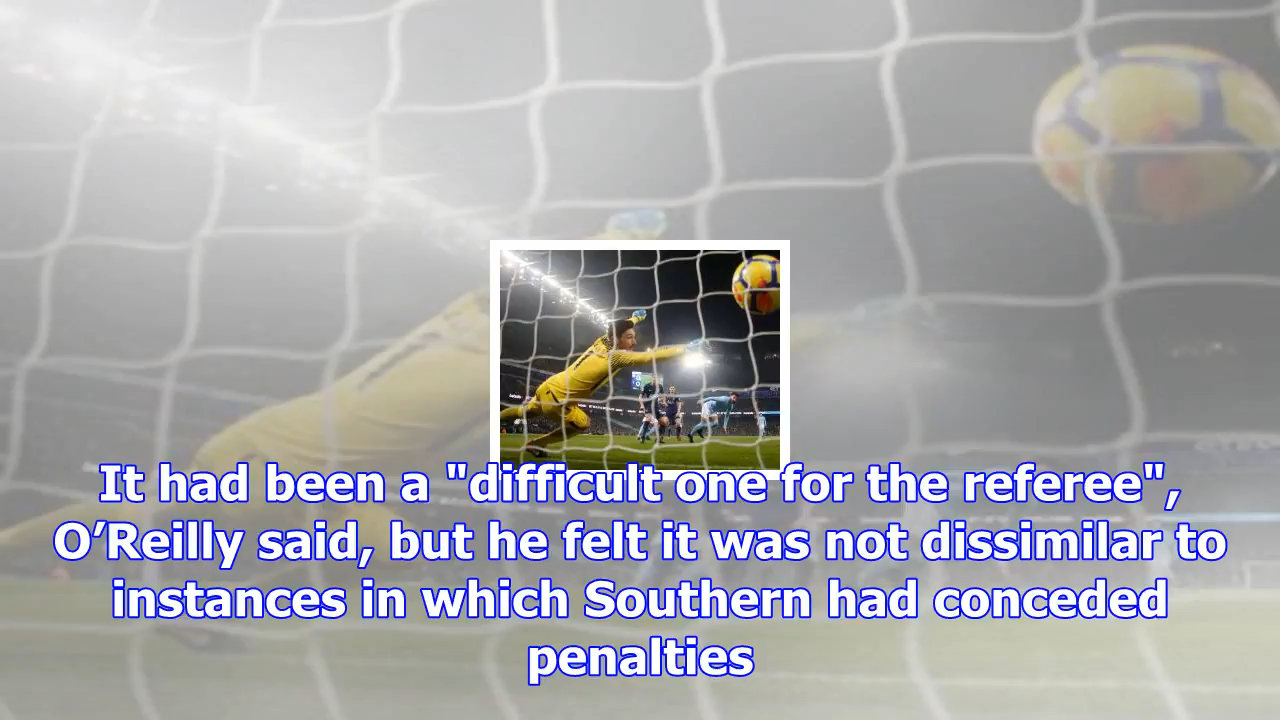 It had been a "difficult one for the referee",
O’Reilly said, but he felt it was not dissimilar to
instances in which Southern had conceded
penalties